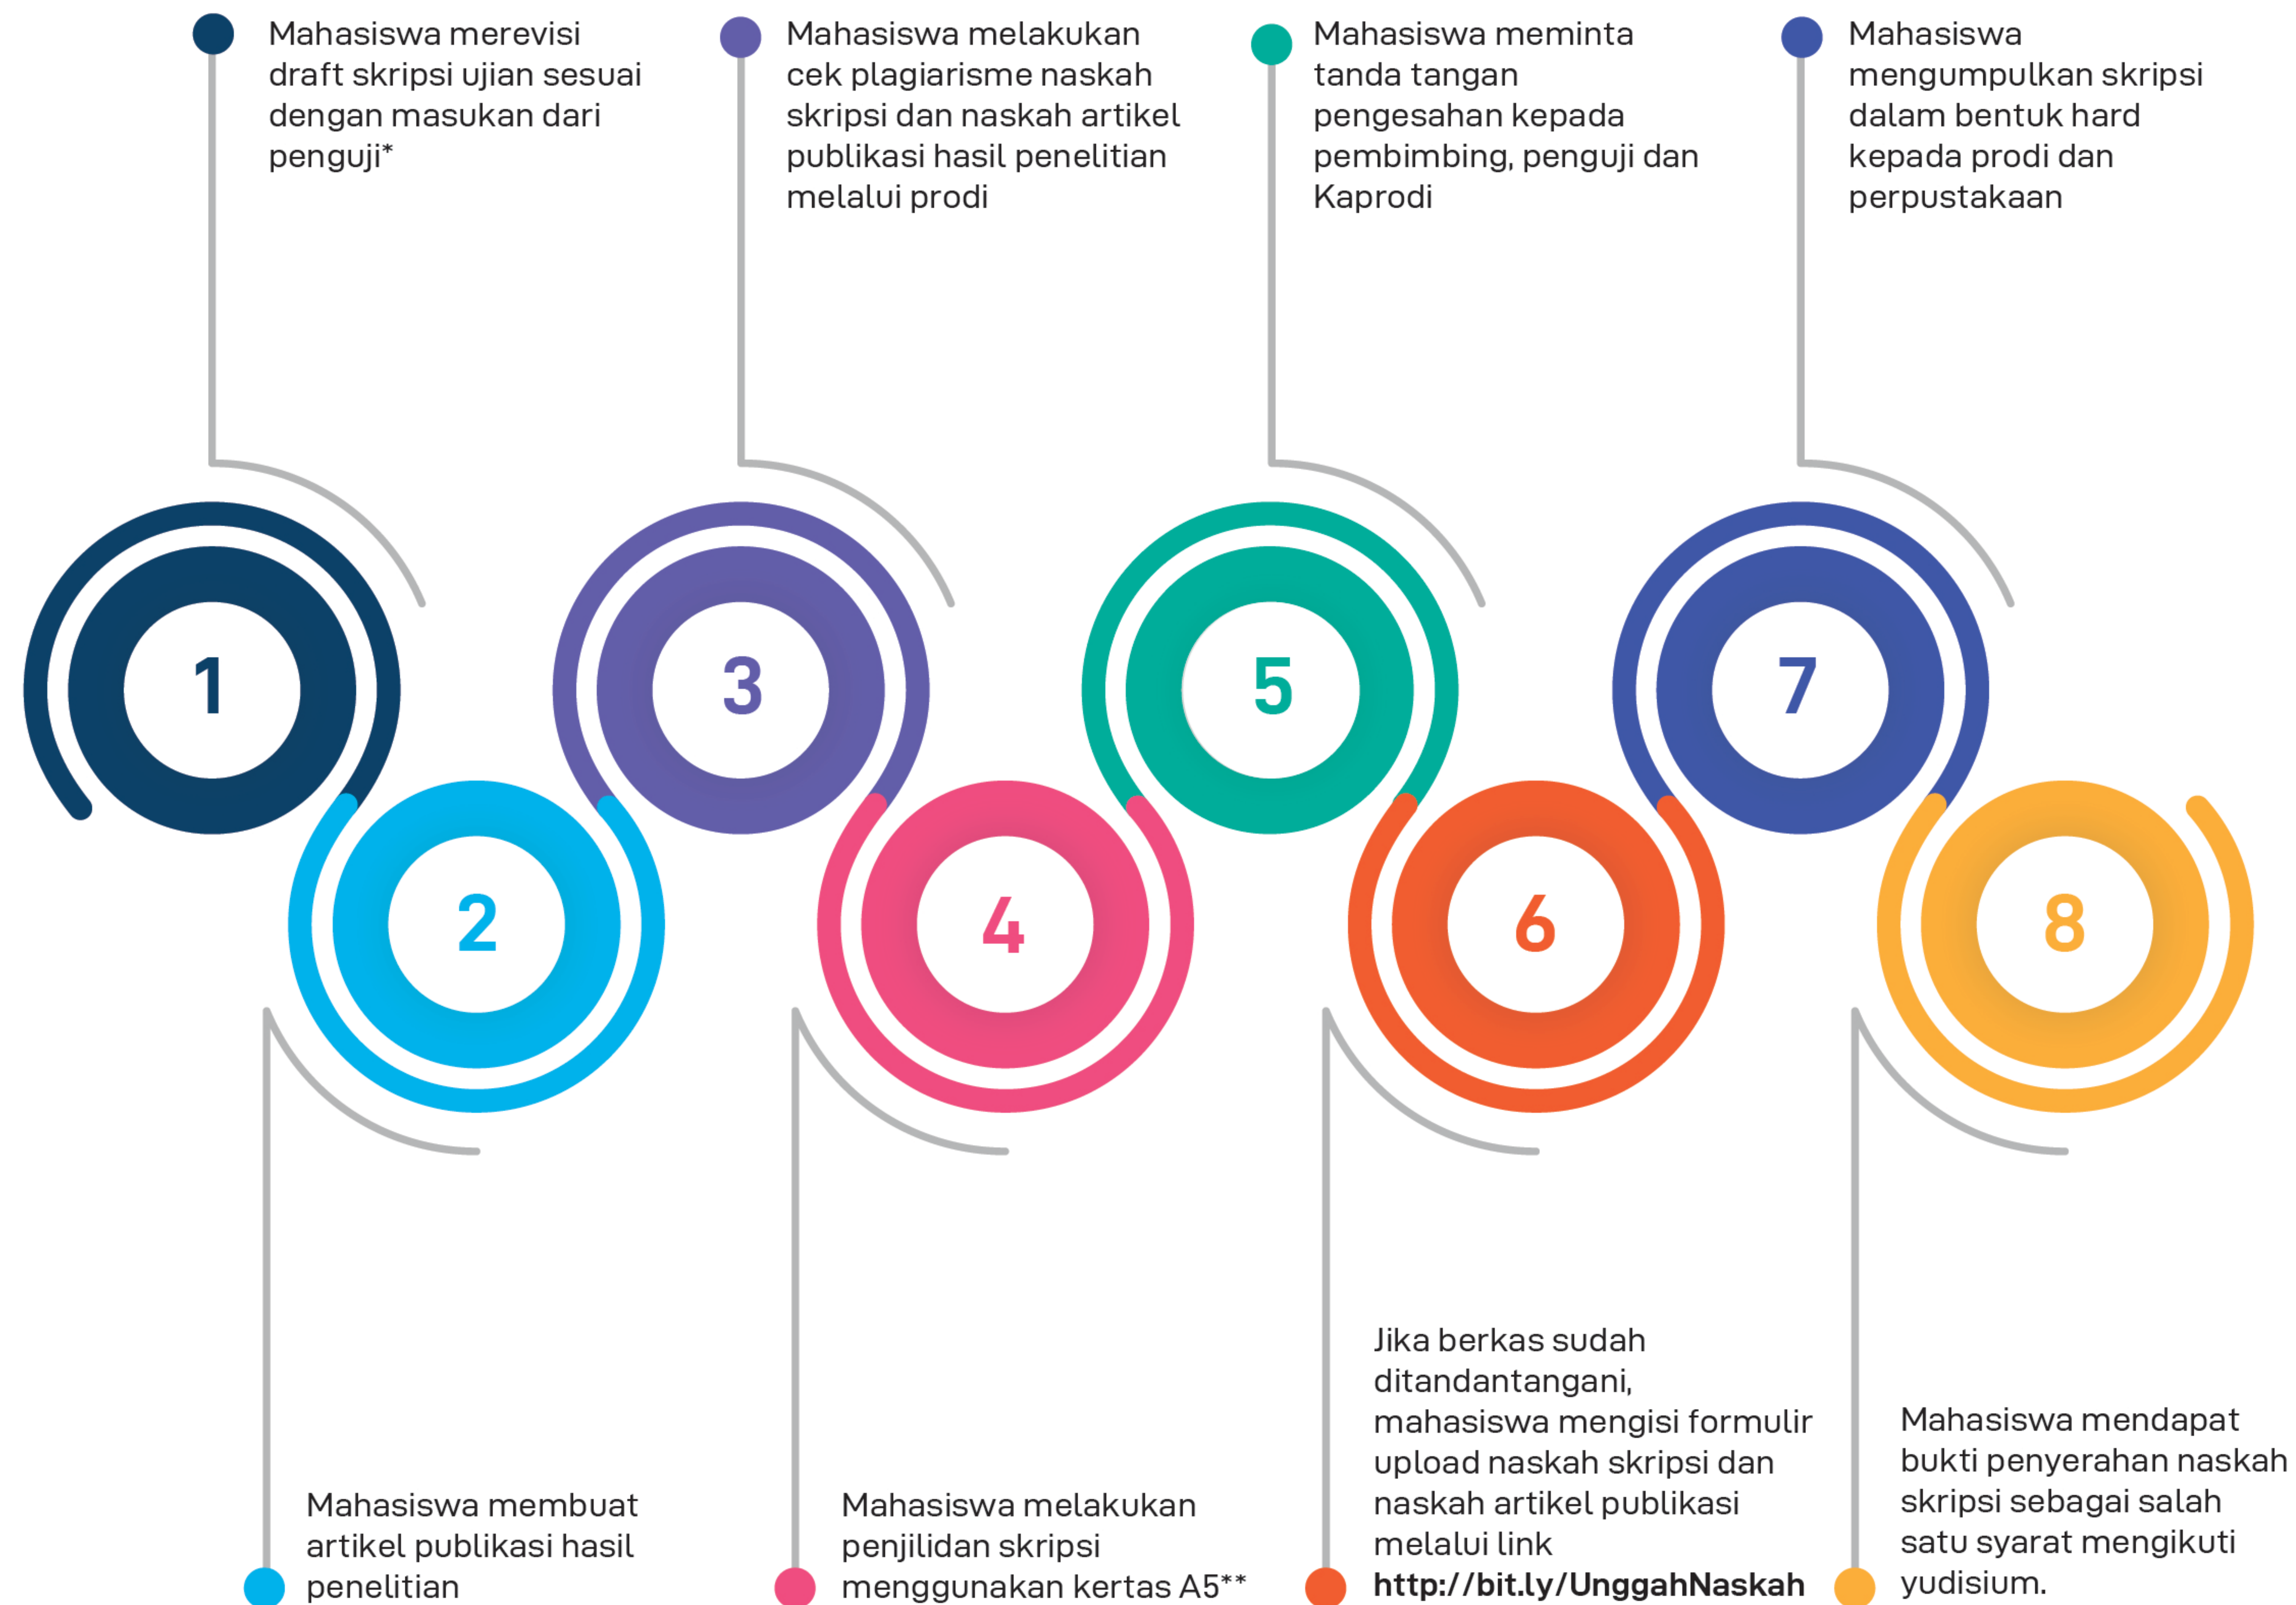 Mahasiswa merevisi
draft skripsi ujian sesuai
dengan masukan dari
penguji*
Mahasiswa melakukan
cek plagiarisme naskah
skripsi dan naskah artikel
publikasi hasil penelitian
melalui prodi
Mahasiswa meminta
tanda tangan
pengesahan kepada
pembimbing, penguji dan
Kaprodi
Mahasiswa
mengumpulkan skripsi
dalam bentuk hard
kepada prodi dan
perpustakaan
1
3
5
7
2
4
6
8
Mahasiswa membuat
artikel publikasi hasil
penelitian
Mahasiswa melakukan
penjilidan skripsi
menggunakan kertas A5**
Jika berkas sudah
ditandantangani,
mahasiswa mengisi formulir
upload naskah skripsi dan
naskah artikel publikasi
melalui link
http://bit.ly/UnggahNaskah
Mahasiswa mendapat
bukti penyerahan naskah
skripsi sebagai salah
satu syarat mengikuti
yudisium.